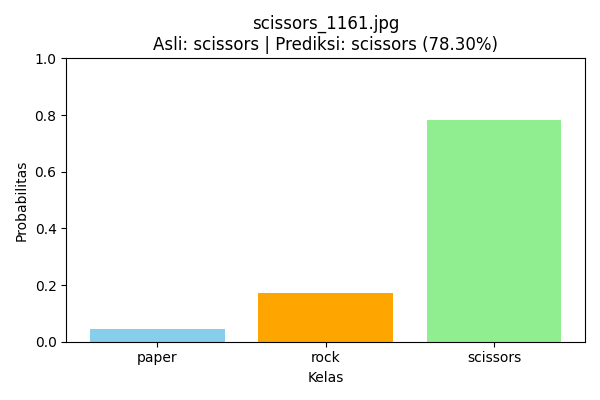 scissors_1161.jpg
Asli: scissors | Prediksi: scissors (78.30%)
1.0
0.8
0.6
0.4
0.2
0.0
Probabilitas
paper rock scissors
Kelas